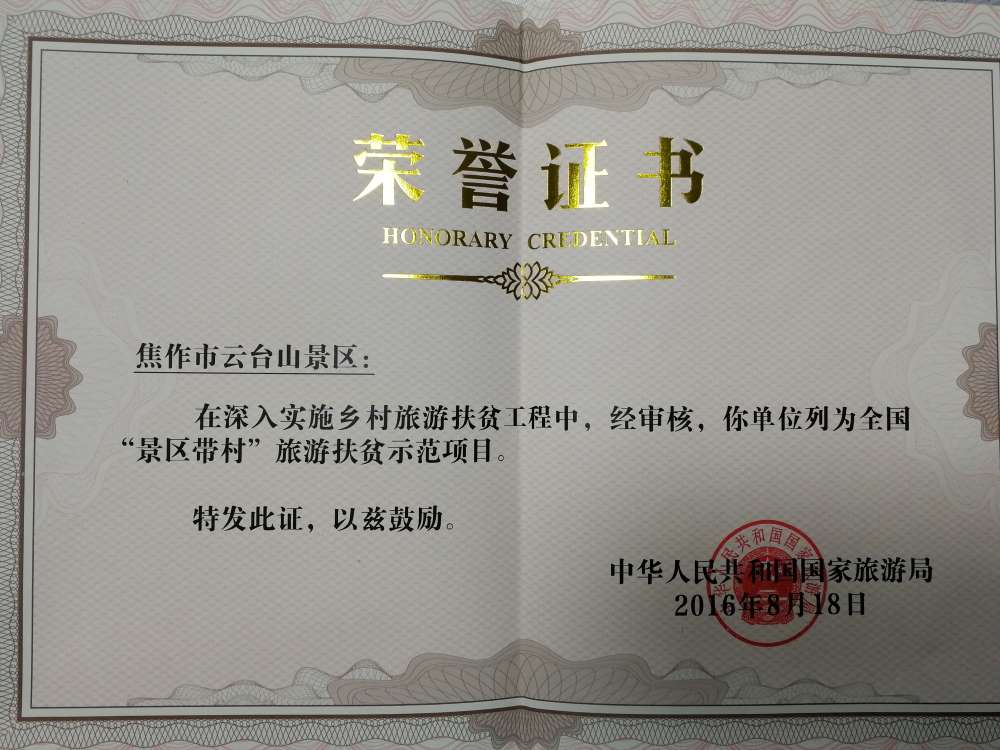 荣誉证书
HONORARY CREDENTIAL
焦作市云台山景区：
在深入实施乡村旅游扶贫工程中，经审核，你单位列为全国
“景区带村”旅游扶贫示范项目。
特发此证，以兹鼓励。
中华人民共和国国家旅游局
2016年8月18日